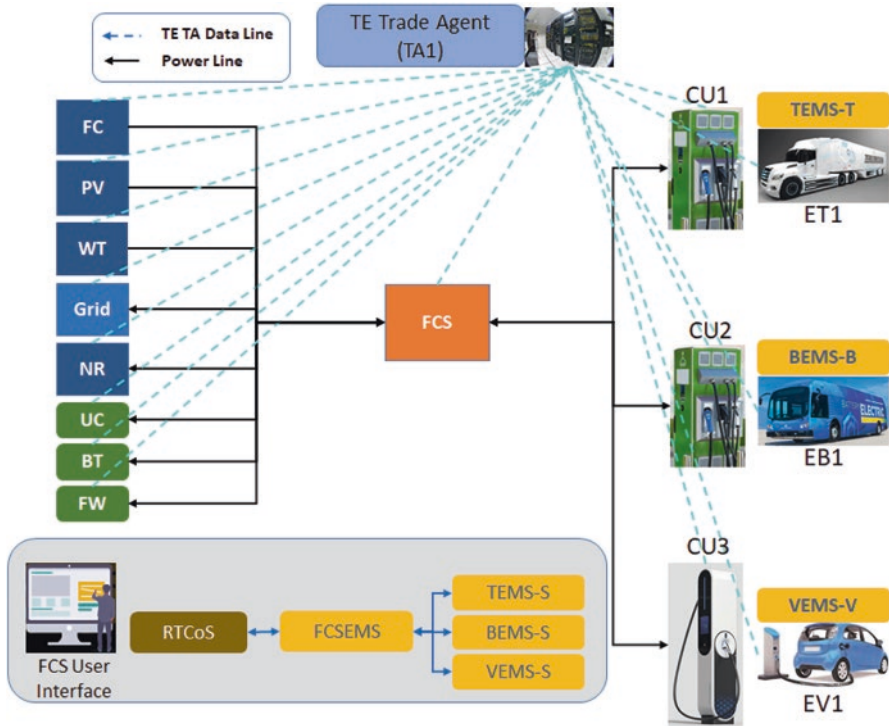 TE TA Data Line
Power Line
TE Trade Agent
(TA1)
FC
PV
WT
Grid
NR
UC
BT
FW
FCS
CU1
TEMS-T
ET1
CU2
BEMS-B
ELECTRIC
EB1
CU3
VEMS-V
EV1
FCS User
Interface
RTCoS
FCSEMS
TEMS-S
BEMS-S
VEMS-S